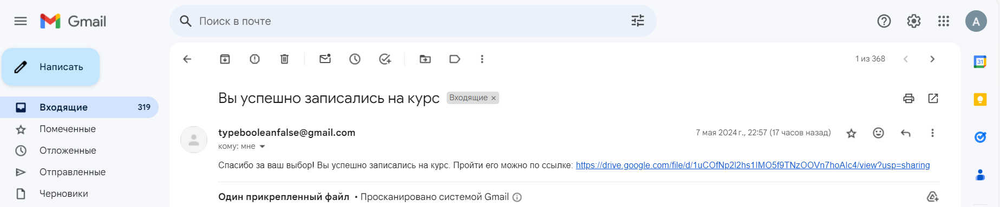 Gmail
Поиск в почте
A
Написать
1 из 368
31
Вы успешно записались на курс Входящие ×
Входящие 319
Помеченные
typebooleanfalse@gmail.com 7 мая 2024 г., 22:57 (17 часов назад)
кому: мне
Отложенные
Спасибо за ваш выбор! Вы успешно записались на курс. Пройти его можно по ссылке: https://drive.google.com/file/d/1uCOfNp2l2hs1lMO5f9TNzOOVn7hoAlc4/view?usp=sharing
Отправленные
Черновики
Один прикрепленный файл • Просканировано системой Gmail